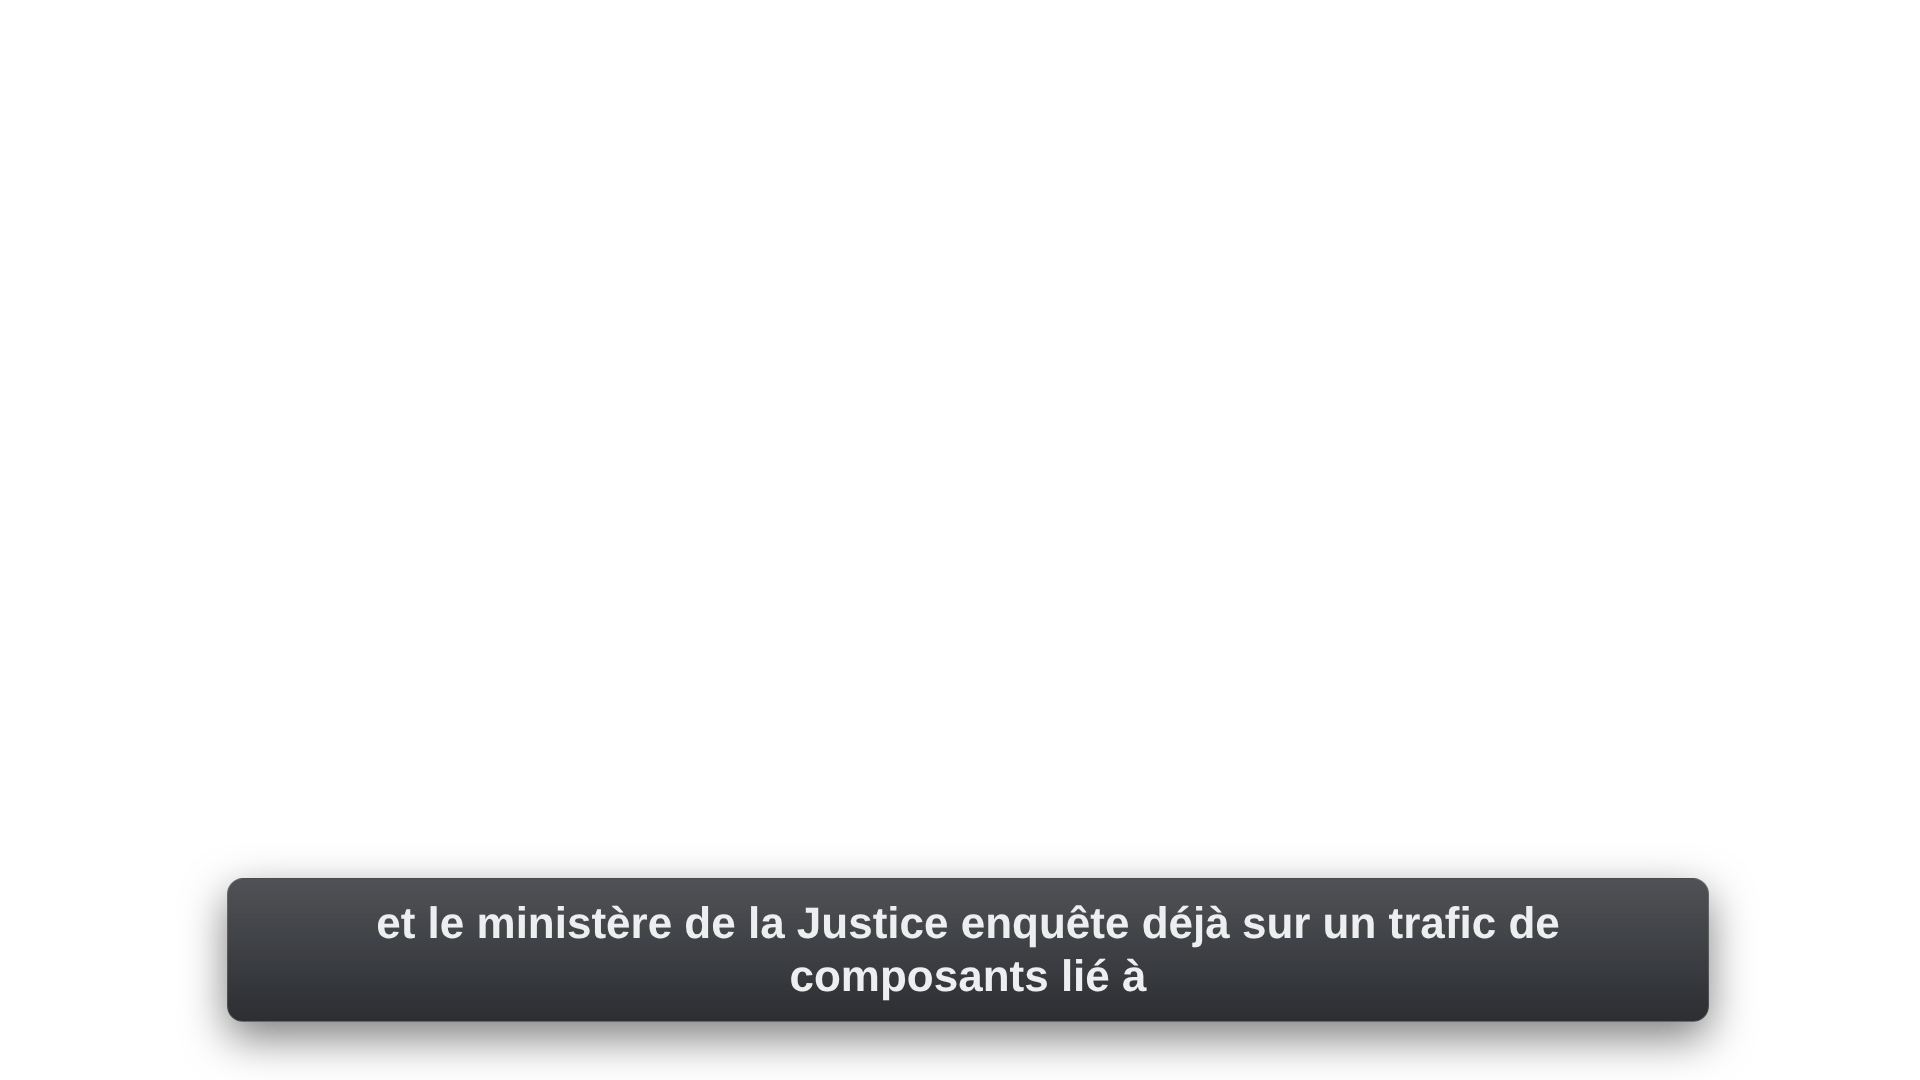 et le ministère de la Justice enquête déjà sur un trafic de
composants lié à